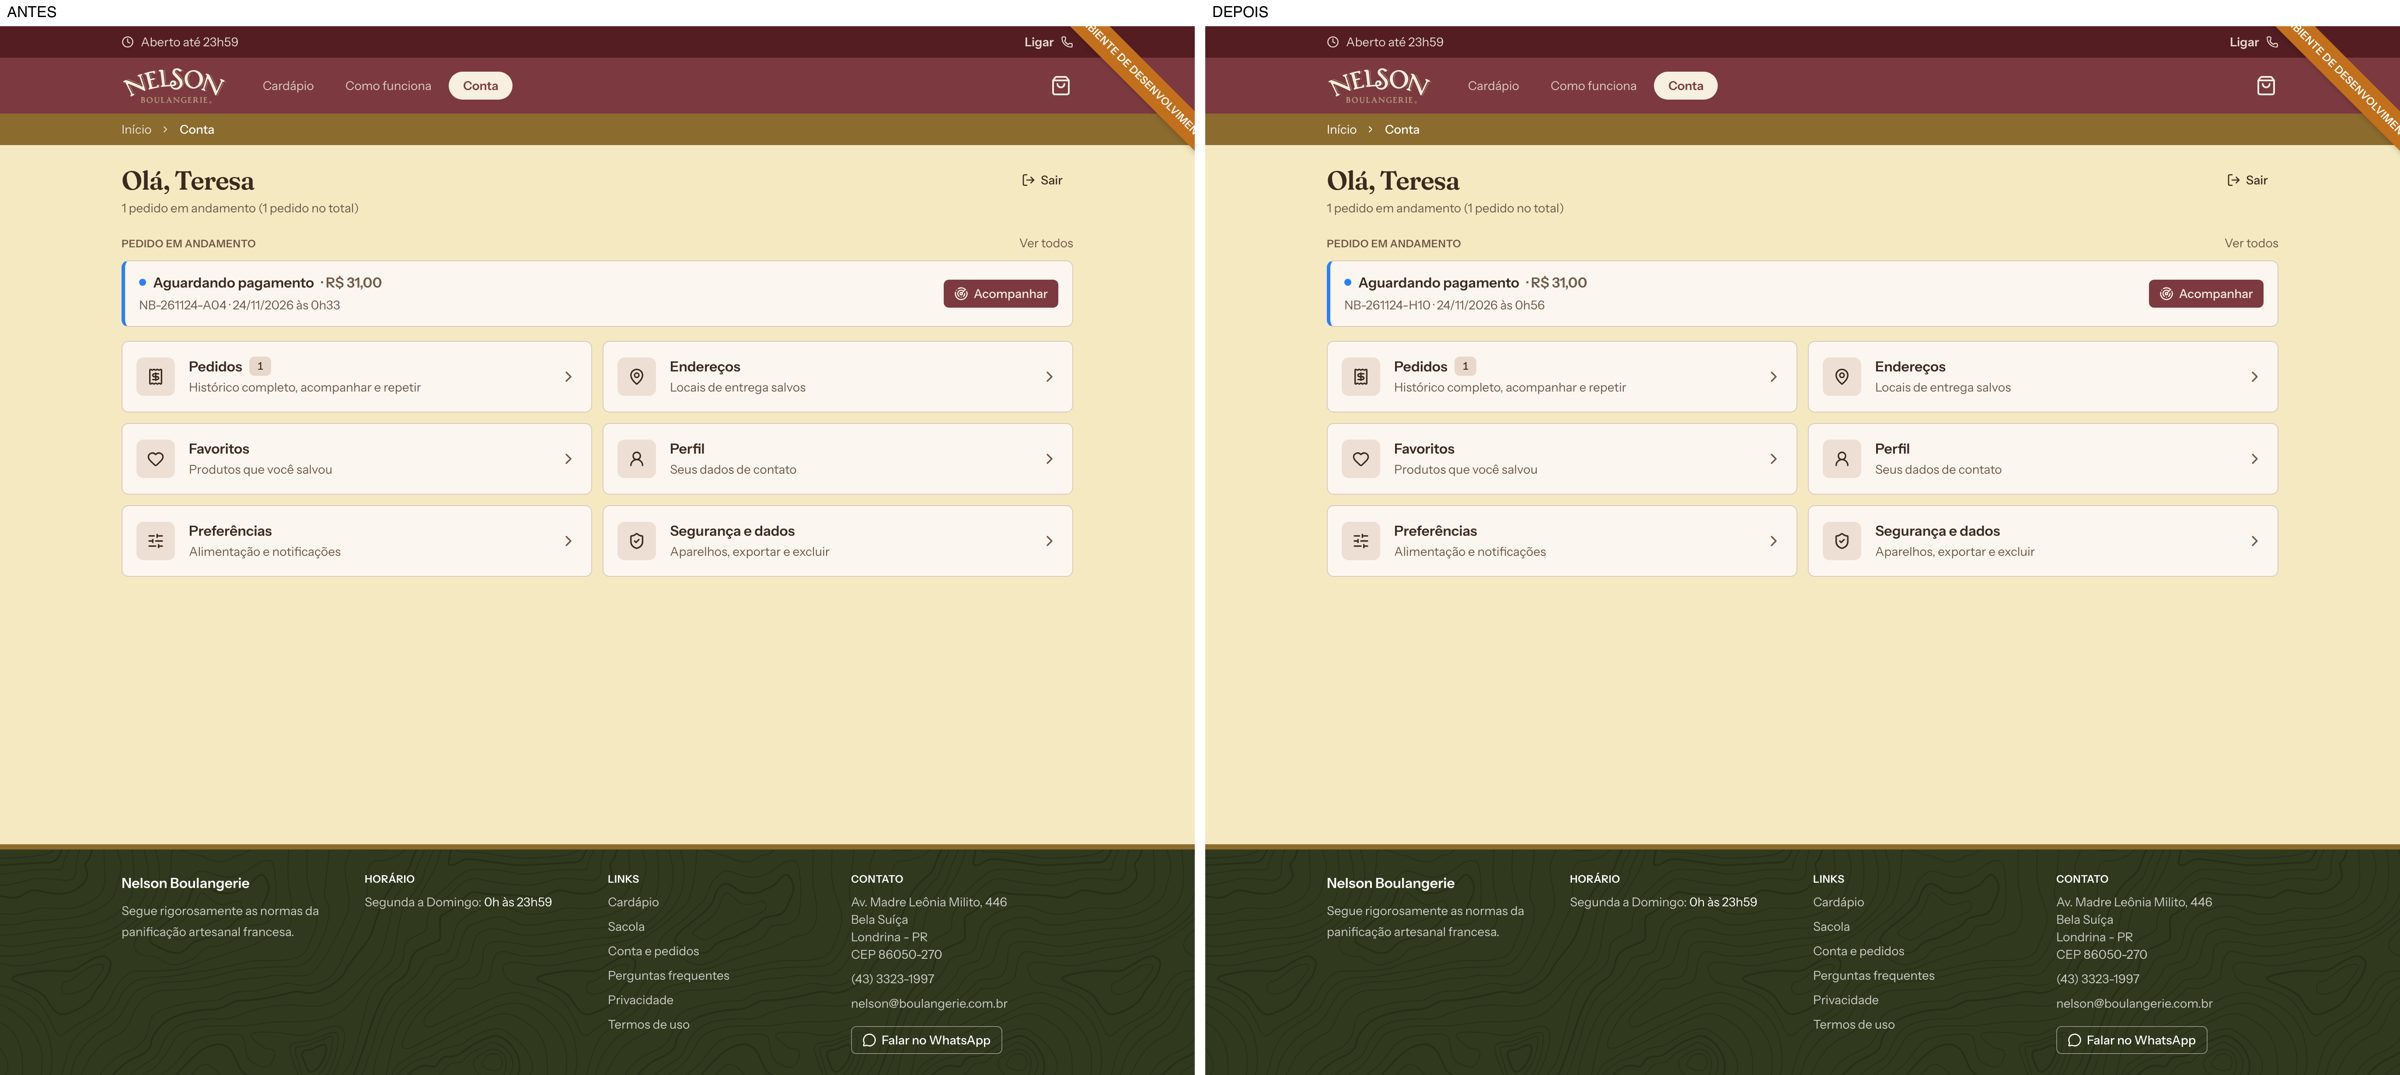 ANTES
Aberto até 23h59
Ligar
BIENTE DE DESENVOLVIMEN
NELSON
BOULANGERIE
Cardápio
Como funciona
Conta
Início > Conta
Olá, Teresa
Sair
1 pedido em andamento (1 pedido no total)
PEDIDO EM ANDAMENTO
Ver todos
Aguardando pagamento · R$ 31,00
NB-261124-A04 · 24/11/2026 às 0h33
Acompanhar
Pedidos 1
Histórico completo, acompanhar e repetir
Endereços
Locais de entrega salvos
Favoritos
Produtos que você salvou
Perfil
Seus dados de contato
Preferências
Alimentação e notificações
Segurança e dados
Aparelhos, exportar e excluir
Nelson Boulangerie
Segue rigorosamente as normas da
panificação artesanal francesa.
HORÁRIO
Segunda a Domingo: 0h às 23h59
LINKS
Cardápio
Sacola
Conta e pedidos
Perguntas frequentes
Privacidade
Termos de uso
CONTATO
Av. Madre Leônia Milito, 446
Bela Suíça
Londrina - PR
CEP 86050-270
(43) 3323-1997
nelson@boulangerie.com.br
Falar no WhatsApp
DEPOIS
Aberto até 23h59
Ligar
BIENTE DE DESENVOLVIMEN
NELSON
BOULANGERIE
Cardápio
Como funciona
Conta
Início > Conta
Olá, Teresa
Sair
1 pedido em andamento (1 pedido no total)
PEDIDO EM ANDAMENTO
Ver todos
Aguardando pagamento · R$ 31,00
NB-261124-H10 · 24/11/2026 às 0h56
Acompanhar
Pedidos 1
Histórico completo, acompanhar e repetir
Endereços
Locais de entrega salvos
Favoritos
Produtos que você salvou
Perfil
Seus dados de contato
Preferências
Alimentação e notificações
Segurança e dados
Aparelhos, exportar e excluir
Nelson Boulangerie
Segue rigorosamente as normas da
panificação artesanal francesa.
HORÁRIO
Segunda a Domingo: 0h às 23h59
LINKS
Cardápio
Sacola
Conta e pedidos
Perguntas frequentes
Privacidade
Termos de uso
CONTATO
Av. Madre Leônia Milito, 446
Bela Suíça
Londrina - PR
CEP 86050-270
(43) 3323-1997
nelson@boulangerie.com.br
Falar no WhatsApp